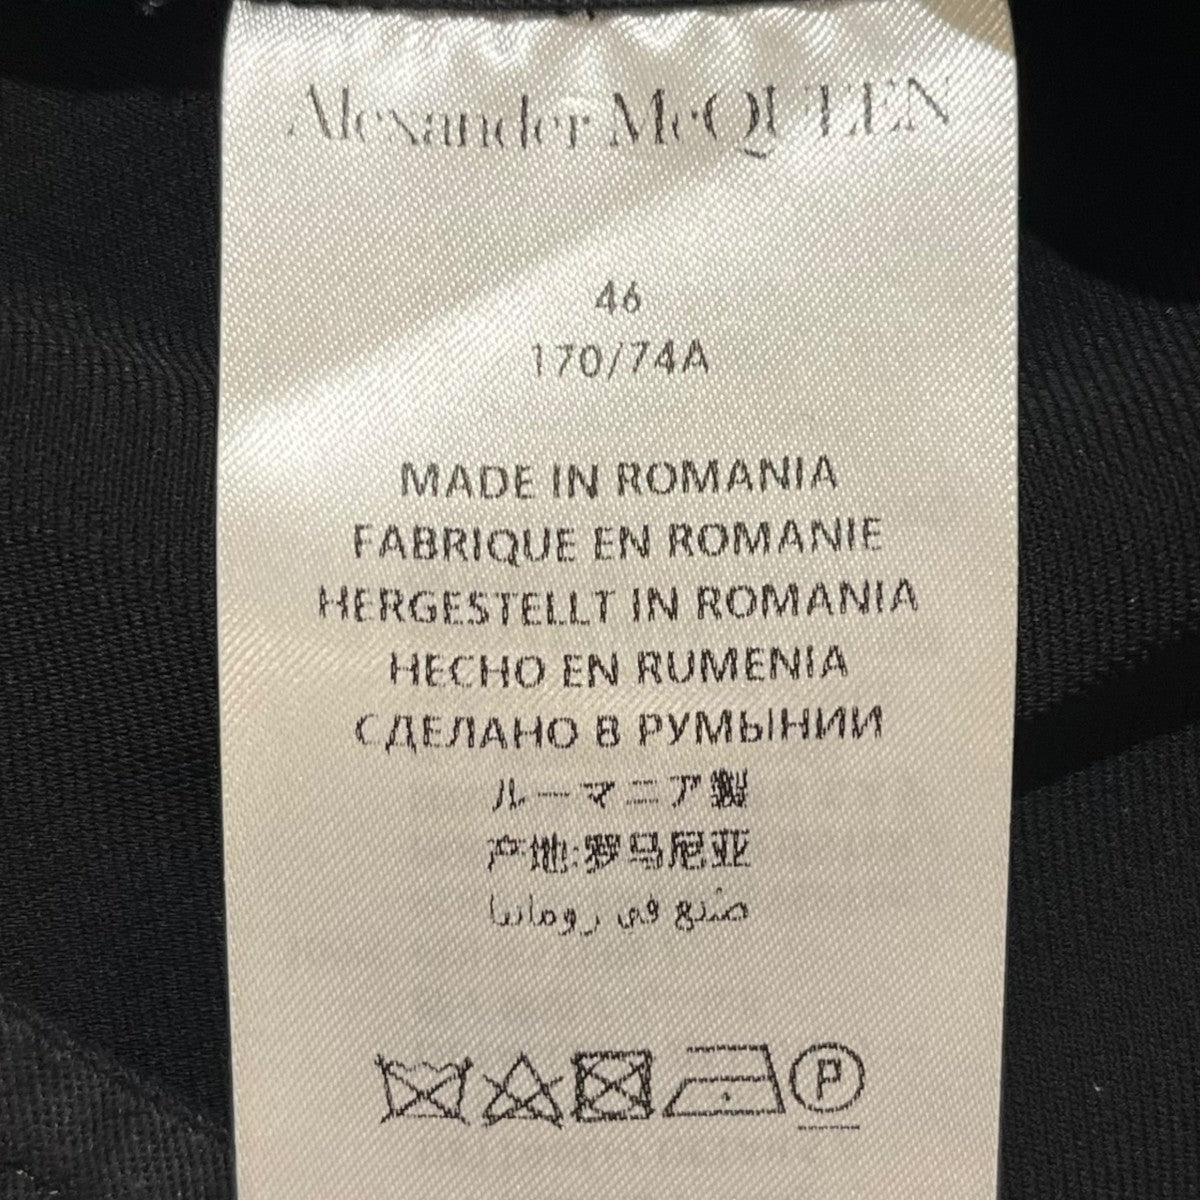 Alexander McQUEEN
46
170/74A
MADE IN ROMANIA
FABRIQUE EN ROMANIE
HERGESTELLT IN ROMANIA
HECHO EN RUMENIA
СДЕЛАНО В РУМЫНИИ
ルーマニア製
产地:罗马尼亚
صُنع في رومانيا
P